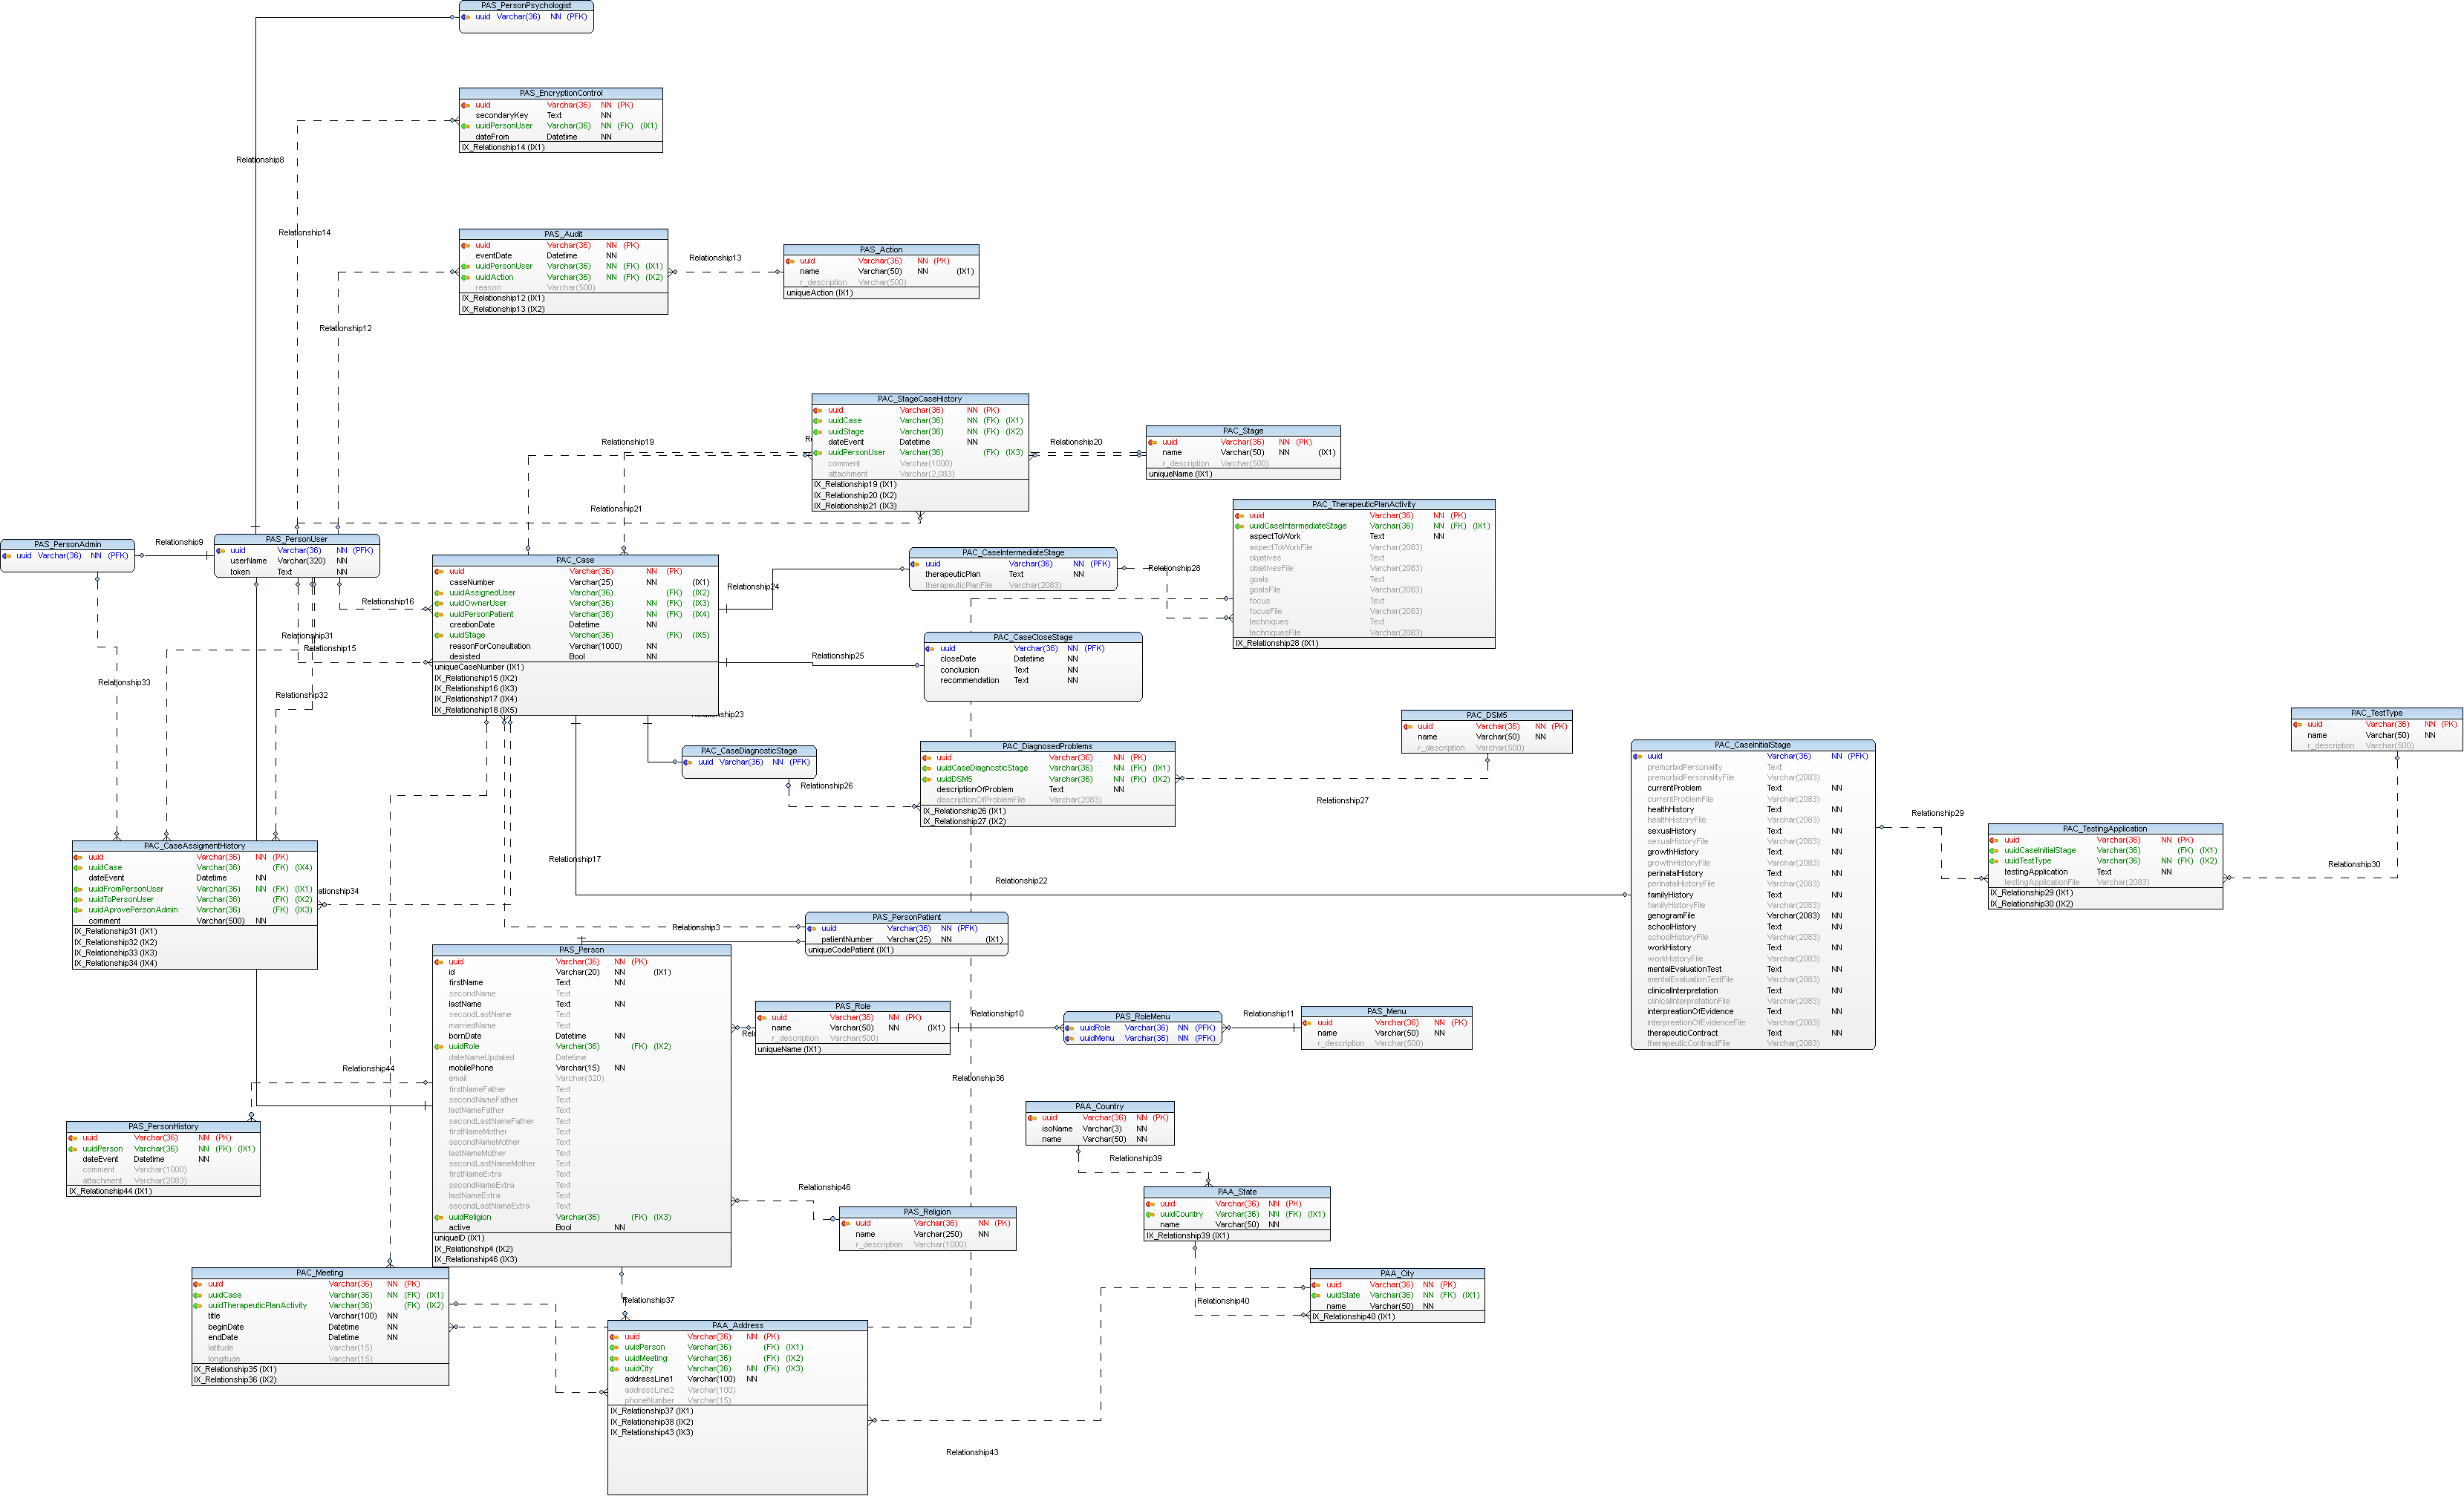 PAS_PersonPsychologist
uuid Varchar(36) NN (PFK)
PAS_EncryptionControl
uuid Varchar(36) NN (PK)
secondaryKey Text NN
uuidPersonUser Varchar(36) NN (FK) (IX1)
dateFrom Datetime NN
IX_Relationship14 (IX1)
Relationship8
Relationship14
PAS_Audit
uuid Varchar(36) NN (PK)
eventDate Datetime NN
uuidPersonUser Varchar(36) NN (FK) (IX1)
uuidAction Varchar(36) NN (FK) (IX2)
reason Varchar(500)
IX_Relationship12 (IX1)
IX_Relationship13 (IX2)
Relationship13
PAS_Action
uuid Varchar(36) NN (PK)
name Varchar(50) NN (IX1)
r_description Varchar(500)
uniqueAction (IX1)
Relationship12
PAC_StageCaseHistory
uuid Varchar(36) NN (PK)
uuidCase Varchar(36) NN (FK) (IX1)
uuidStage Varchar(36) NN (FK) (IX2)
dateEvent Datetime NN
uuidPersonUser Varchar(36) (FK) (IX3)
comment Varchar(1000)
attachment Varchar(2,083)
IX_Relationship19 (IX1)
IX_Relationship20 (IX2)
IX_Relationship21 (IX3)
Relationship19
Relationship20
PAC_Stage
uuid Varchar(36) NN (PK)
name Varchar(50) NN (IX1)
r_description Varchar(500)
uniqueName (IX1)
Relationship21
PAC_TherapeuticPlanActivity
uuid Varchar(36) NN (PK)
uuidCaseIntermediateStage Varchar(36) NN (FK) (IX1)
aspectToWork Text NN
aspectToWorkFile Varchar(2083)
objetives Text
objetivesFile Varchar(2083)
goals Text
goalsFile Varchar(2083)
focus Text
focusFile Varchar(2083)
techniques Text
techniquesFile Varchar(2083)
IX_Relationship28 (IX1)
PAS_PersonAdmin
uuid Varchar(36) NN (PFK)
Relationship9
PAS_PersonUser
uuid Varchar(36) NN (PFK)
userName Varchar(320) NN
token Text NN
PAC_Case
uuid Varchar(36) NN (PK)
caseNumber Varchar(25) NN (IX1)
uuidAssignedUser Varchar(36) (FK) (IX2)
uuidOwnerUser Varchar(36) NN (FK) (IX3)
uuidPersonPatient Varchar(36) NN (FK) (IX4)
creationDate Datetime NN
uuidStage Varchar(36) (FK) (IX5)
reasonForConsultation Varchar(1000) NN
desisted Bool NN
uniqueCaseNumber (IX1)
IX_Relationship15 (IX2)
IX_Relationship16 (IX3)
IX_Relationship17 (IX4)
IX_Relationship18 (IX5)
PAC_CaseIntermediateStage
uuid Varchar(36) NN (PFK)
therapeuticPlan Text NN
therapeuticPlanFile Varchar(2083)
Relationship28
Relationship24
Relationship16
Relationship31
Relationship15
Relationship33
Relationship32
PAC_CaseCloseStage
uuid Varchar(36) NN (PFK)
closeDate Datetime NN
conclusion Text NN
recommendation Text NN
Relationship25
PAC_CaseDiagnosticStage
uuid Varchar(36) NN (PFK)
Relationship26
PAC_DiagnosedProblems
uuid Varchar(36) NN (PK)
uuidCaseDiagnosticStage Varchar(36) NN (FK) (IX1)
uuidDSM5 Varchar(36) NN (FK) (IX2)
descriptionOfProblem Text NN
descriptionOfProblemFile Varchar(2083)
IX_Relationship26 (IX1)
IX_Relationship27 (IX2)
PAC_DSM5
uuid Varchar(36) NN (PK)
name Varchar(50) NN
r_description Varchar(500)
Relationship27
PAC_CaseInitialStage
uuid Varchar(36) NN (PFK)
premorbidPersonality Text
premorbidPersonalityFile Varchar(2083)
currentProblem Text NN
currentProblemFile Varchar(2083)
healthHistory Text NN
healthHistoryFile Varchar(2083)
sexualHistory Text NN
sexualHistoryFile Varchar(2083)
growthHistory Text NN
growthHistoryFile Varchar(2083)
perinatalHistory Text NN
perinatalHistoryFile Varchar(2083)
familyHistory Text NN
familyHistoryFile Varchar(2083)
genogramFile Varchar(2083) NN
schoolHistory Text NN
schoolHistoryFile Varchar(2083)
workHistory Text NN
workHistoryFile Varchar(2083)
mentalEvaluationTest Text NN
mentalEvaluationTestFile Varchar(2083)
clinicalInterpretation Text NN
clinicalInterpretationFile Varchar(2083)
interpreationOfEvidence Text NN
interpreationOfEvidenceFile Varchar(2083)
therapeuticContract Text NN
therapeuticContractFile Varchar(2083)
PAC_TestType
uuid Varchar(36) NN (PK)
name Varchar(50) NN
r_description Varchar(500)
Relationship29
PAC_TestingApplication
uuid Varchar(36) NN (PK)
uuidCaseInitialStage Varchar(36) (FK) (IX1)
uuidTestType Varchar(36) NN (FK) (IX2)
testingApplication Text NN
testingApplicationFile Varchar(2083)
IX_Relationship29 (IX1)
IX_Relationship30 (IX2)
Relationship30
PAC_CaseAssigmentHistory
uuid Varchar(36) NN (PK)
uuidCase Varchar(36) (FK) (IX4)
dateEvent Datetime NN
uuidFromPersonUser Varchar(36) NN (FK) (IX1)
uuidToPersonUser Varchar(36) (FK) (IX2)
uuidAprovePersonAdmin Varchar(36) (FK) (IX3)
comment Varchar(500) NN
IX_Relationship31 (IX1)
IX_Relationship32 (IX2)
IX_Relationship33 (IX3)
IX_Relationship34 (IX4)
Relationship17
Relationship22
PAS_PersonPatient
uuid Varchar(36) NN (PFK)
patientNumber Varchar(25) NN (IX1)
uniqueCodePatient (IX1)
Relationship3
PAS_Person
uuid Varchar(36) NN (PK)
id Varchar(20) NN (IX1)
firstName Text NN
secondName Text
lastName Text NN
secondLastName Text
marriedName Text
bornDate Datetime NN
uuidRole Varchar(36) (FK) (IX2)
dateNameUpdated Datetime
mobilePhone Varchar(15) NN
email Varchar(320)
firstNameFather Text
secondNameFather Text
lastNameFather Text
secondLastNameFather Text
firstNameMother Text
secondNameMother Text
lastNameMother Text
secondLastNameMother Text
firstNameExtra Text
secondNameExtra Text
lastNameExtra Text
secondLastNameExtra Text
uuidReligion Varchar(36) (FK) (IX3)
active Bool NN
uniqueID (IX1)
IX_Relationship4 (IX2)
IX_Relationship46 (IX3)
PAS_Role
uuid Varchar(36) NN (PK)
name Varchar(50) NN (IX1)
r_description Varchar(500)
uniqueName (IX1)
Relationship10
PAS_RoleMenu
uuidRole Varchar(36) NN (PFK)
uuidMenu Varchar(36) NN (PFK)
Relationship11
PAS_Menu
uuid Varchar(36) NN (PK)
name Varchar(50) NN
r_description Varchar(500)
Relationship44
Relationship36
PAS_PersonHistory
uuid Varchar(36) NN (PK)
uuidPerson Varchar(36) NN (FK) (IX1)
dateEvent Datetime NN
comment Varchar(1000)
attachment Varchar(2083)
IX_Relationship44 (IX1)
PAA_Country
uuid Varchar(36) NN (PK)
isoName Varchar(3) NN
name Varchar(50) NN
Relationship39
PAA_State
uuid Varchar(36) NN (PK)
uuidCountry Varchar(36) NN (FK) (IX1)
name Varchar(50) NN
IX_Relationship39 (IX1)
Relationship46
PAS_Religion
uuid Varchar(36) NN (PK)
name Varchar(250) NN
r_description Varchar(1000)
PAC_Meeting
uuid Varchar(36) NN (PK)
uuidCase Varchar(36) NN (FK) (IX1)
uuidTherapeuticPlanActivity Varchar(36) (FK) (IX2)
title Varchar(100) NN
beginDate Datetime NN
endDate Datetime NN
latitude Varchar(15)
longitude Varchar(15)
IX_Relationship35 (IX1)
IX_Relationship36 (IX2)
Relationship37
PAA_Address
uuid Varchar(36) NN (PK)
uuidPerson Varchar(36) (FK) (IX1)
uuidMeeting Varchar(36) (FK) (IX2)
uuidCity Varchar(36) NN (FK) (IX3)
addressLine1 Varchar(100) NN
addressLine2 Varchar(100)
phoneNumber Varchar(15)
IX_Relationship37 (IX1)
IX_Relationship38 (IX2)
IX_Relationship43 (IX3)
PAA_City
uuid Varchar(36) NN (PK)
uuidState Varchar(36) NN (FK) (IX1)
name Varchar(50) NN
IX_Relationship40 (IX1)
Relationship40
Relationship43